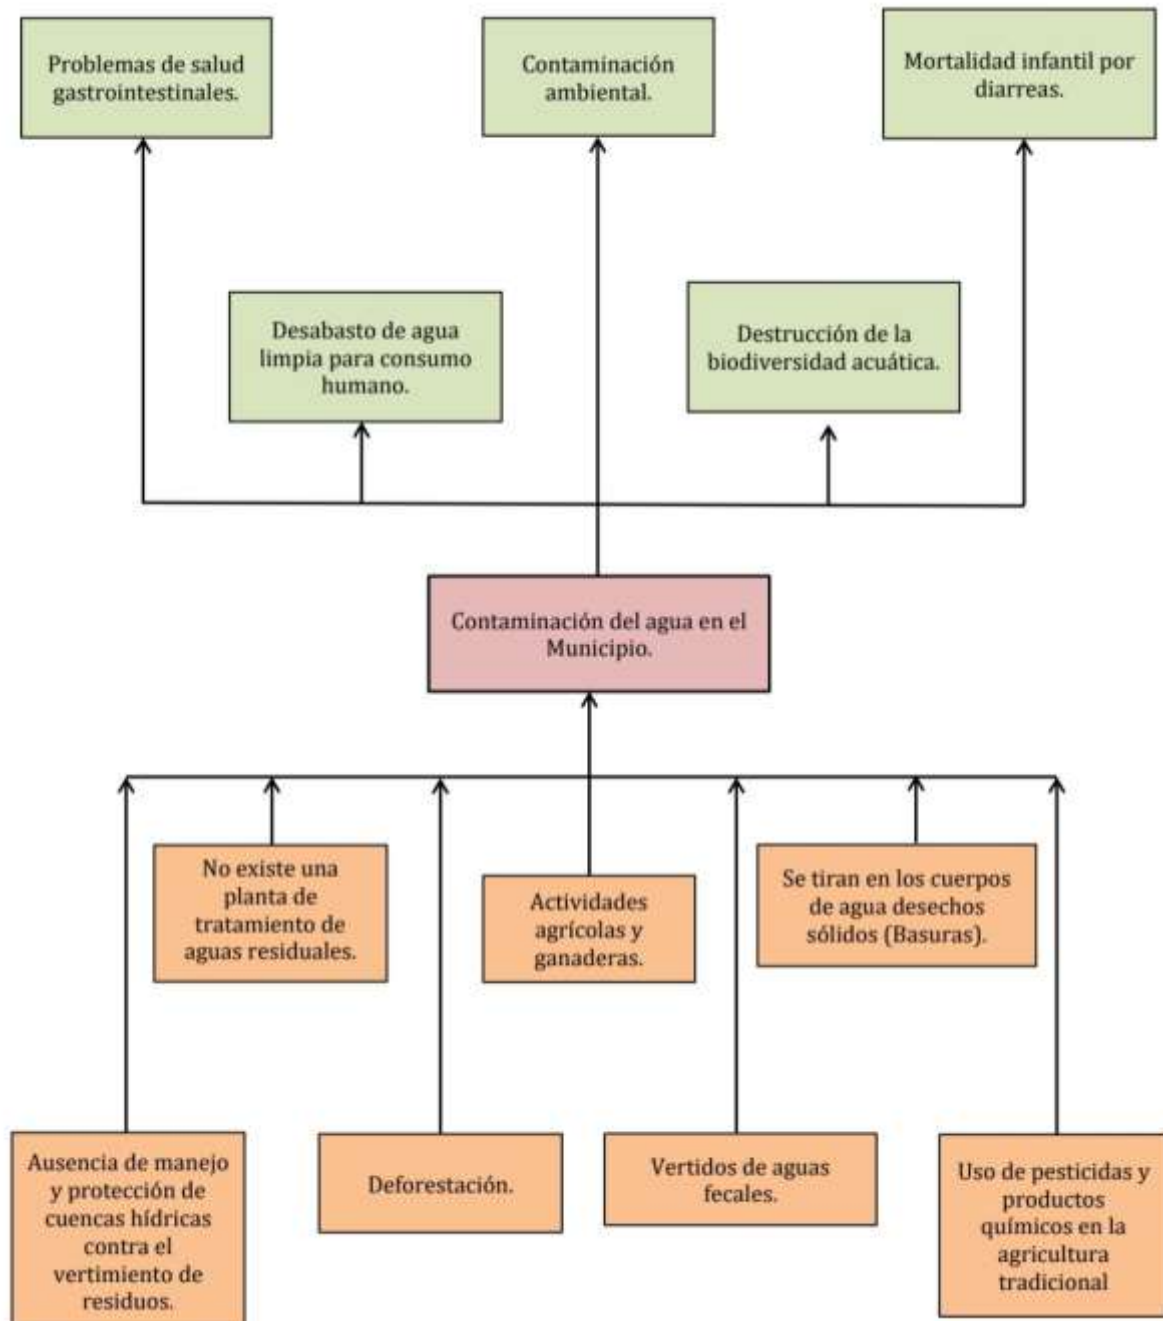 Problemas de salud
gastrointestinales.
Contaminación
ambiental.
Mortalidad infantil por
diarreas.
Desabasto de agua
limpia para consumo
humano.
Destrucción de la
biodiversidad acuática.
Contaminación del agua en el
Municipio.
No existe una
planta de
tratamiento de
aguas residuales.
Actividades
agrícolas y
ganaderas.
Se tiran en los cuerpos
de agua desechos
sólidos (Basuras).
Ausencia de manejo
y protección de
cuencas hídricas
contra el
vertimiento de
residuos.
Deforestación.
Vertidos de aguas
fecales.
Uso de pesticidas y
productos
químicos en la
agricultura
tradicional